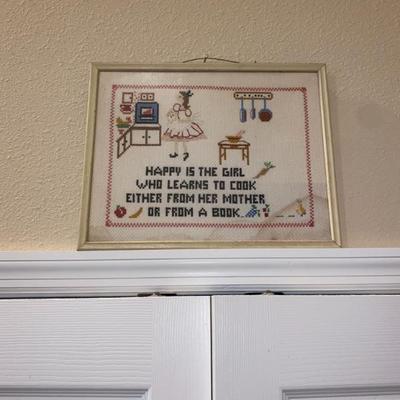 HAPPY IS THE GIRL
WHO LEARNS TO COOK
EITHER FROM HER MOTHER
OR FROM A BOOK